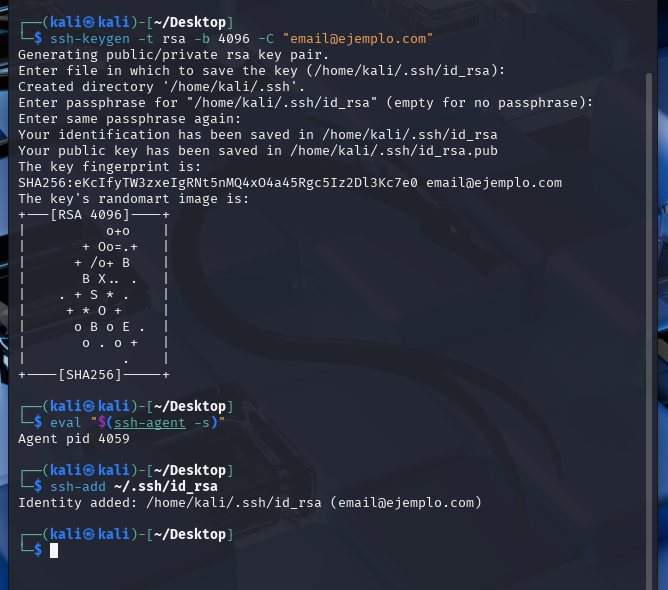 ┌──(kali㉿kali)-[~/Desktop]
└─$ ssh-keygen -t rsa -b 4096 -C "email@ejemplo.com"
Generating public/private rsa key pair.
Enter file in which to save the key (/home/kali/.ssh/id_rsa):
Created directory '/home/kali/.ssh'.
Enter passphrase for "/home/kali/.ssh/id_rsa" (empty for no passphrase):
Enter same passphrase again:
Your identification has been saved in /home/kali/.ssh/id_rsa
Your public key has been saved in /home/kali/.ssh/id_rsa.pub
The key fingerprint is:
SHA256:eKcIfyTW3zxeIgRNt5nMQ4xO4a45Rgc5Iz2Dl3Kc7e0 email@ejemplo.com
The key's randomart image is:
+---[RSA 4096]----+
|          o+o    |
|       + Oo=.+   |
|      + /o+ B    |
|       B X.. .   |
|    . + S * .    |
|     + * O +     |
|      o B o E .  |
|       o . o +   |
|            .    |
+----[SHA256]-----+
┌──(kali㉿kali)-[~/Desktop]
└─$ eval "$(ssh-agent -s)"
Agent pid 4059
┌──(kali㉿kali)-[~/Desktop]
└─$ ssh-add ~/.ssh/id_rsa
Identity added: /home/kali/.ssh/id_rsa (email@ejemplo.com)
┌──(kali㉿kali)-[~/Desktop]
└─$